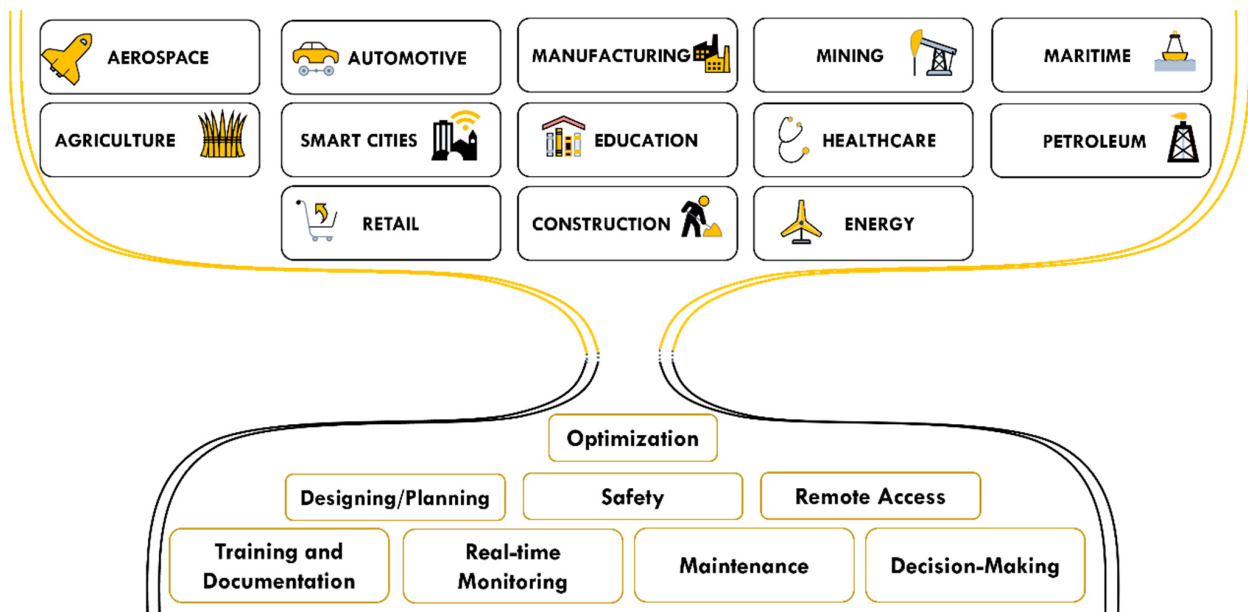 AEROSPACE
AUTOMOTIVE
MANUFACTURING
MINING
MARITIME
AGRICULTURE
SMART CITIES
EDUCATION
HEALTHCARE
PETROLEUM
RETAIL
CONSTRUCTION
ENERGY
Optimization
Designing/Planning
Safety
Remote Access
Training and
Documentation
Real-time
Monitoring
Maintenance
Decision-Making